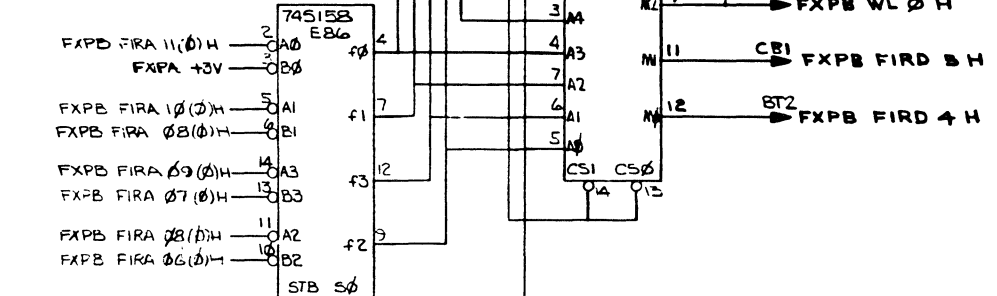 74S158
E86
FXPB FIRA 11(Ø)H 2 AØ
FXPA +3V BØ
FXPB FIRA 1Ø(Ø)H 5 A1
FXPB FIRA Ø8(Ø)H 6 B1
FXPB FIRA Ø9(Ø)H 14 A3
FXPB FIRA Ø7(Ø)H 13 B3
FXPB FIRA Ø8(Ø)H 11 A2
FXPB FIRA Ø6(Ø)H 10 B2
STB SØ
fØ 4
f1 7
f3 12
f2 9
3 A4
4 A3
7 A2
6 A1
5 AØ
CS1 CSØ
14 13
FXPB WL Ø H
11 CB1 FXPB FIRD 5 H
12 BT2 FXPB FIRD 4 H